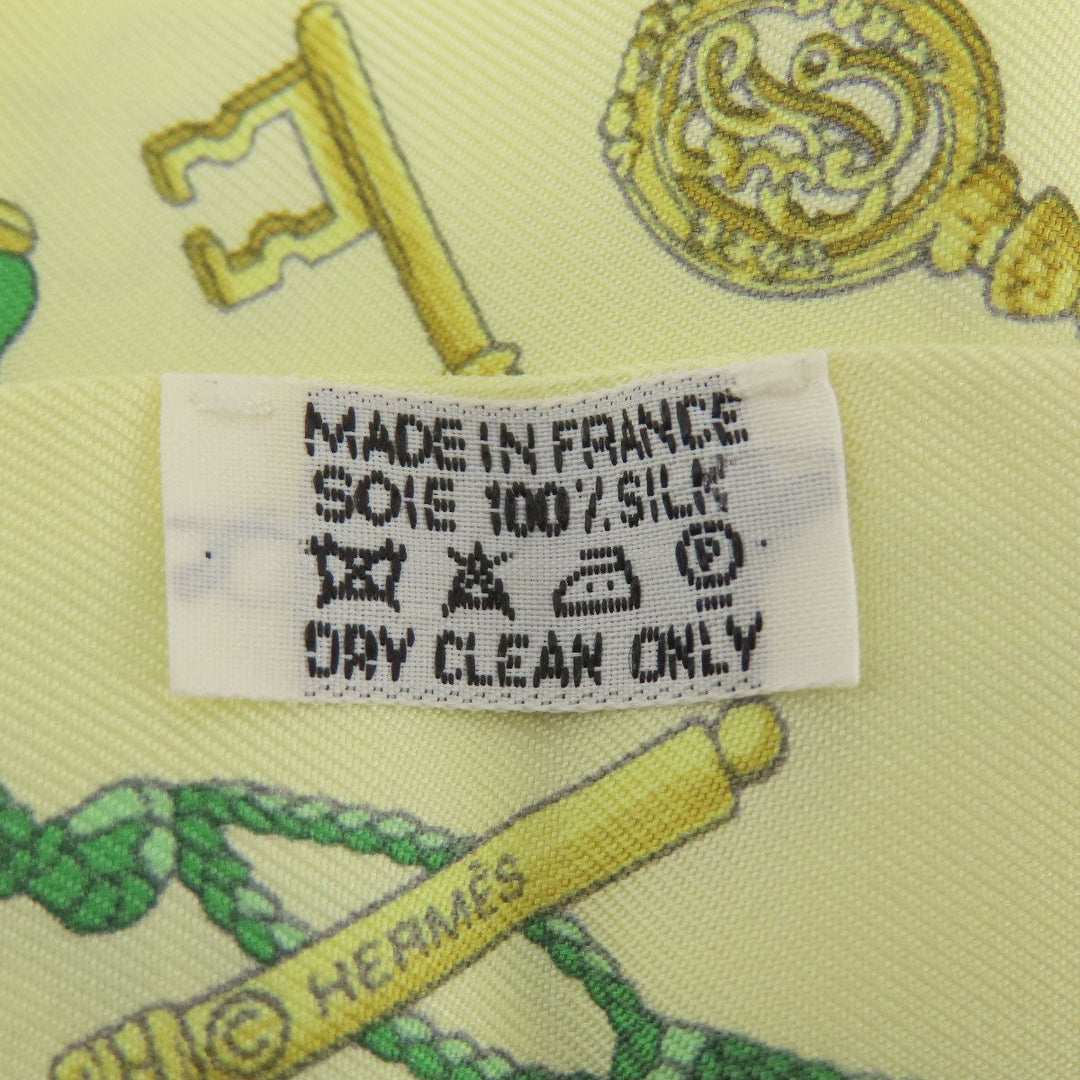 MADE IN FRANCE
SOIE 100% SILK
P
DRY CLEAN ONLY
© HERMÈS